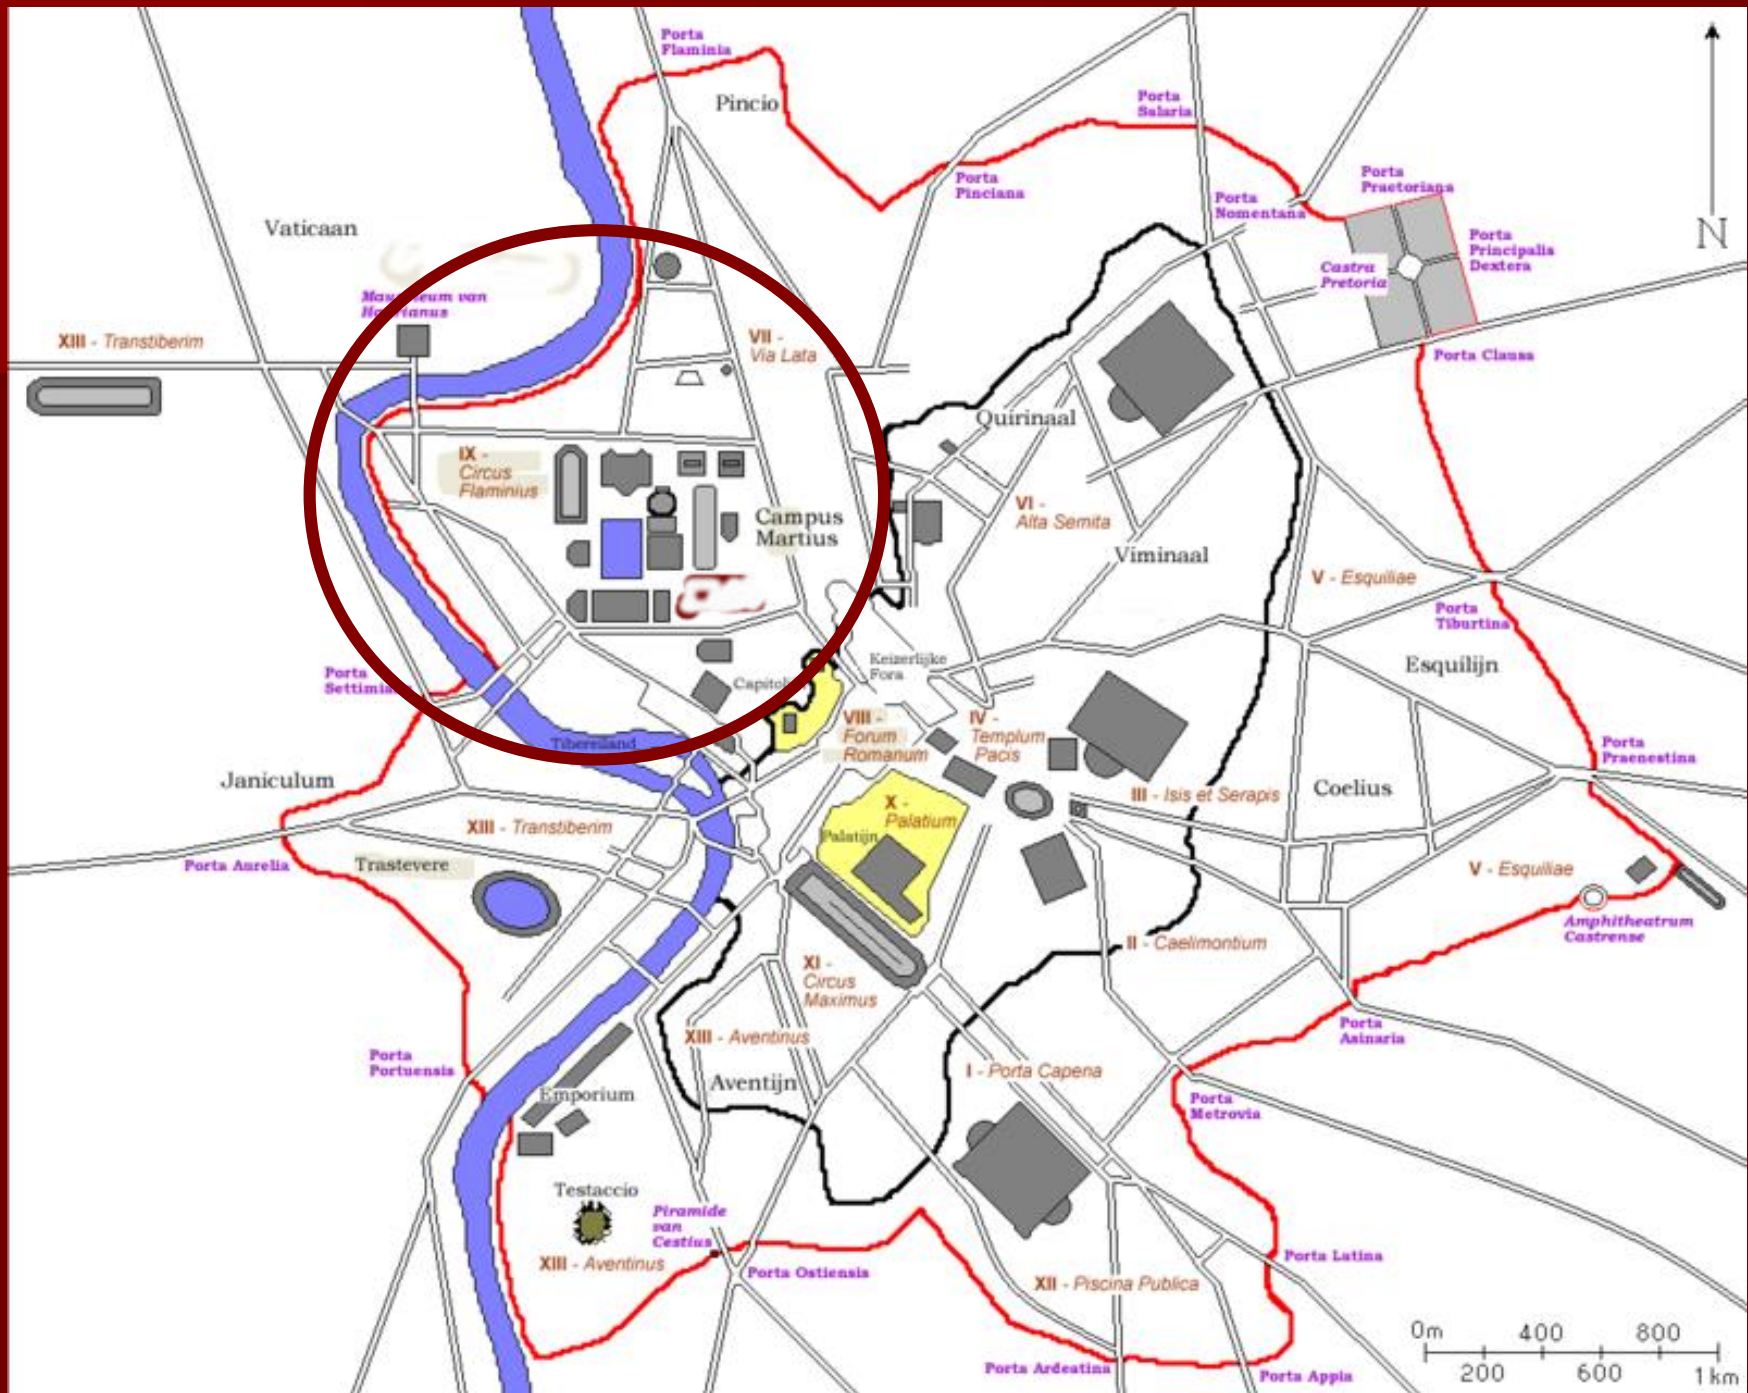 Porta
Flaminia
Pincio
Porta
Salaria
Porta
Pinciana
Porta
Praetoriana
Porta
Nomentana
Porta
Principalis
Dextera
Castra
Pretoria
N
Vaticaan
van
XIII - Transtiberim
VII -
Via Lata
Porta Clausa
Quirinaal
IX -
Circus
Flaminius
VI -
Alta Semita
Campus
Martius
Viminaal
V - Esquiliae
Porta
Tiburtina
Esquilijn
Keizerlijke
Fora
Porta
VIII -
Forum
Romanum
IV -
Templum
Pacis
Tibereiland
Porta
Praenestina
Janiculum
Coelius
III - Isis et Serapis
X -
Palatium
Palatijn
XIII - Transtiberim
Porta Aurelia
Trastevere
V - Esquiliae
Amphitheatrum
Castrense
II - Caelimontium
XI -
Circus
Maximus
XIII - Aventinus
Porta
Asinaria
Porta
Portuensis
I - Porta Capena
Aventijn
Emporium
Porta
Metrovia
Testaccio
Piramide
van
Cestius
XIII - Aventinus
Porta Ostiensis
Porta Latina
XII - Piscina Publica
0m 400 800
200 600 1km
Porta Ardeatina
Porta Appia